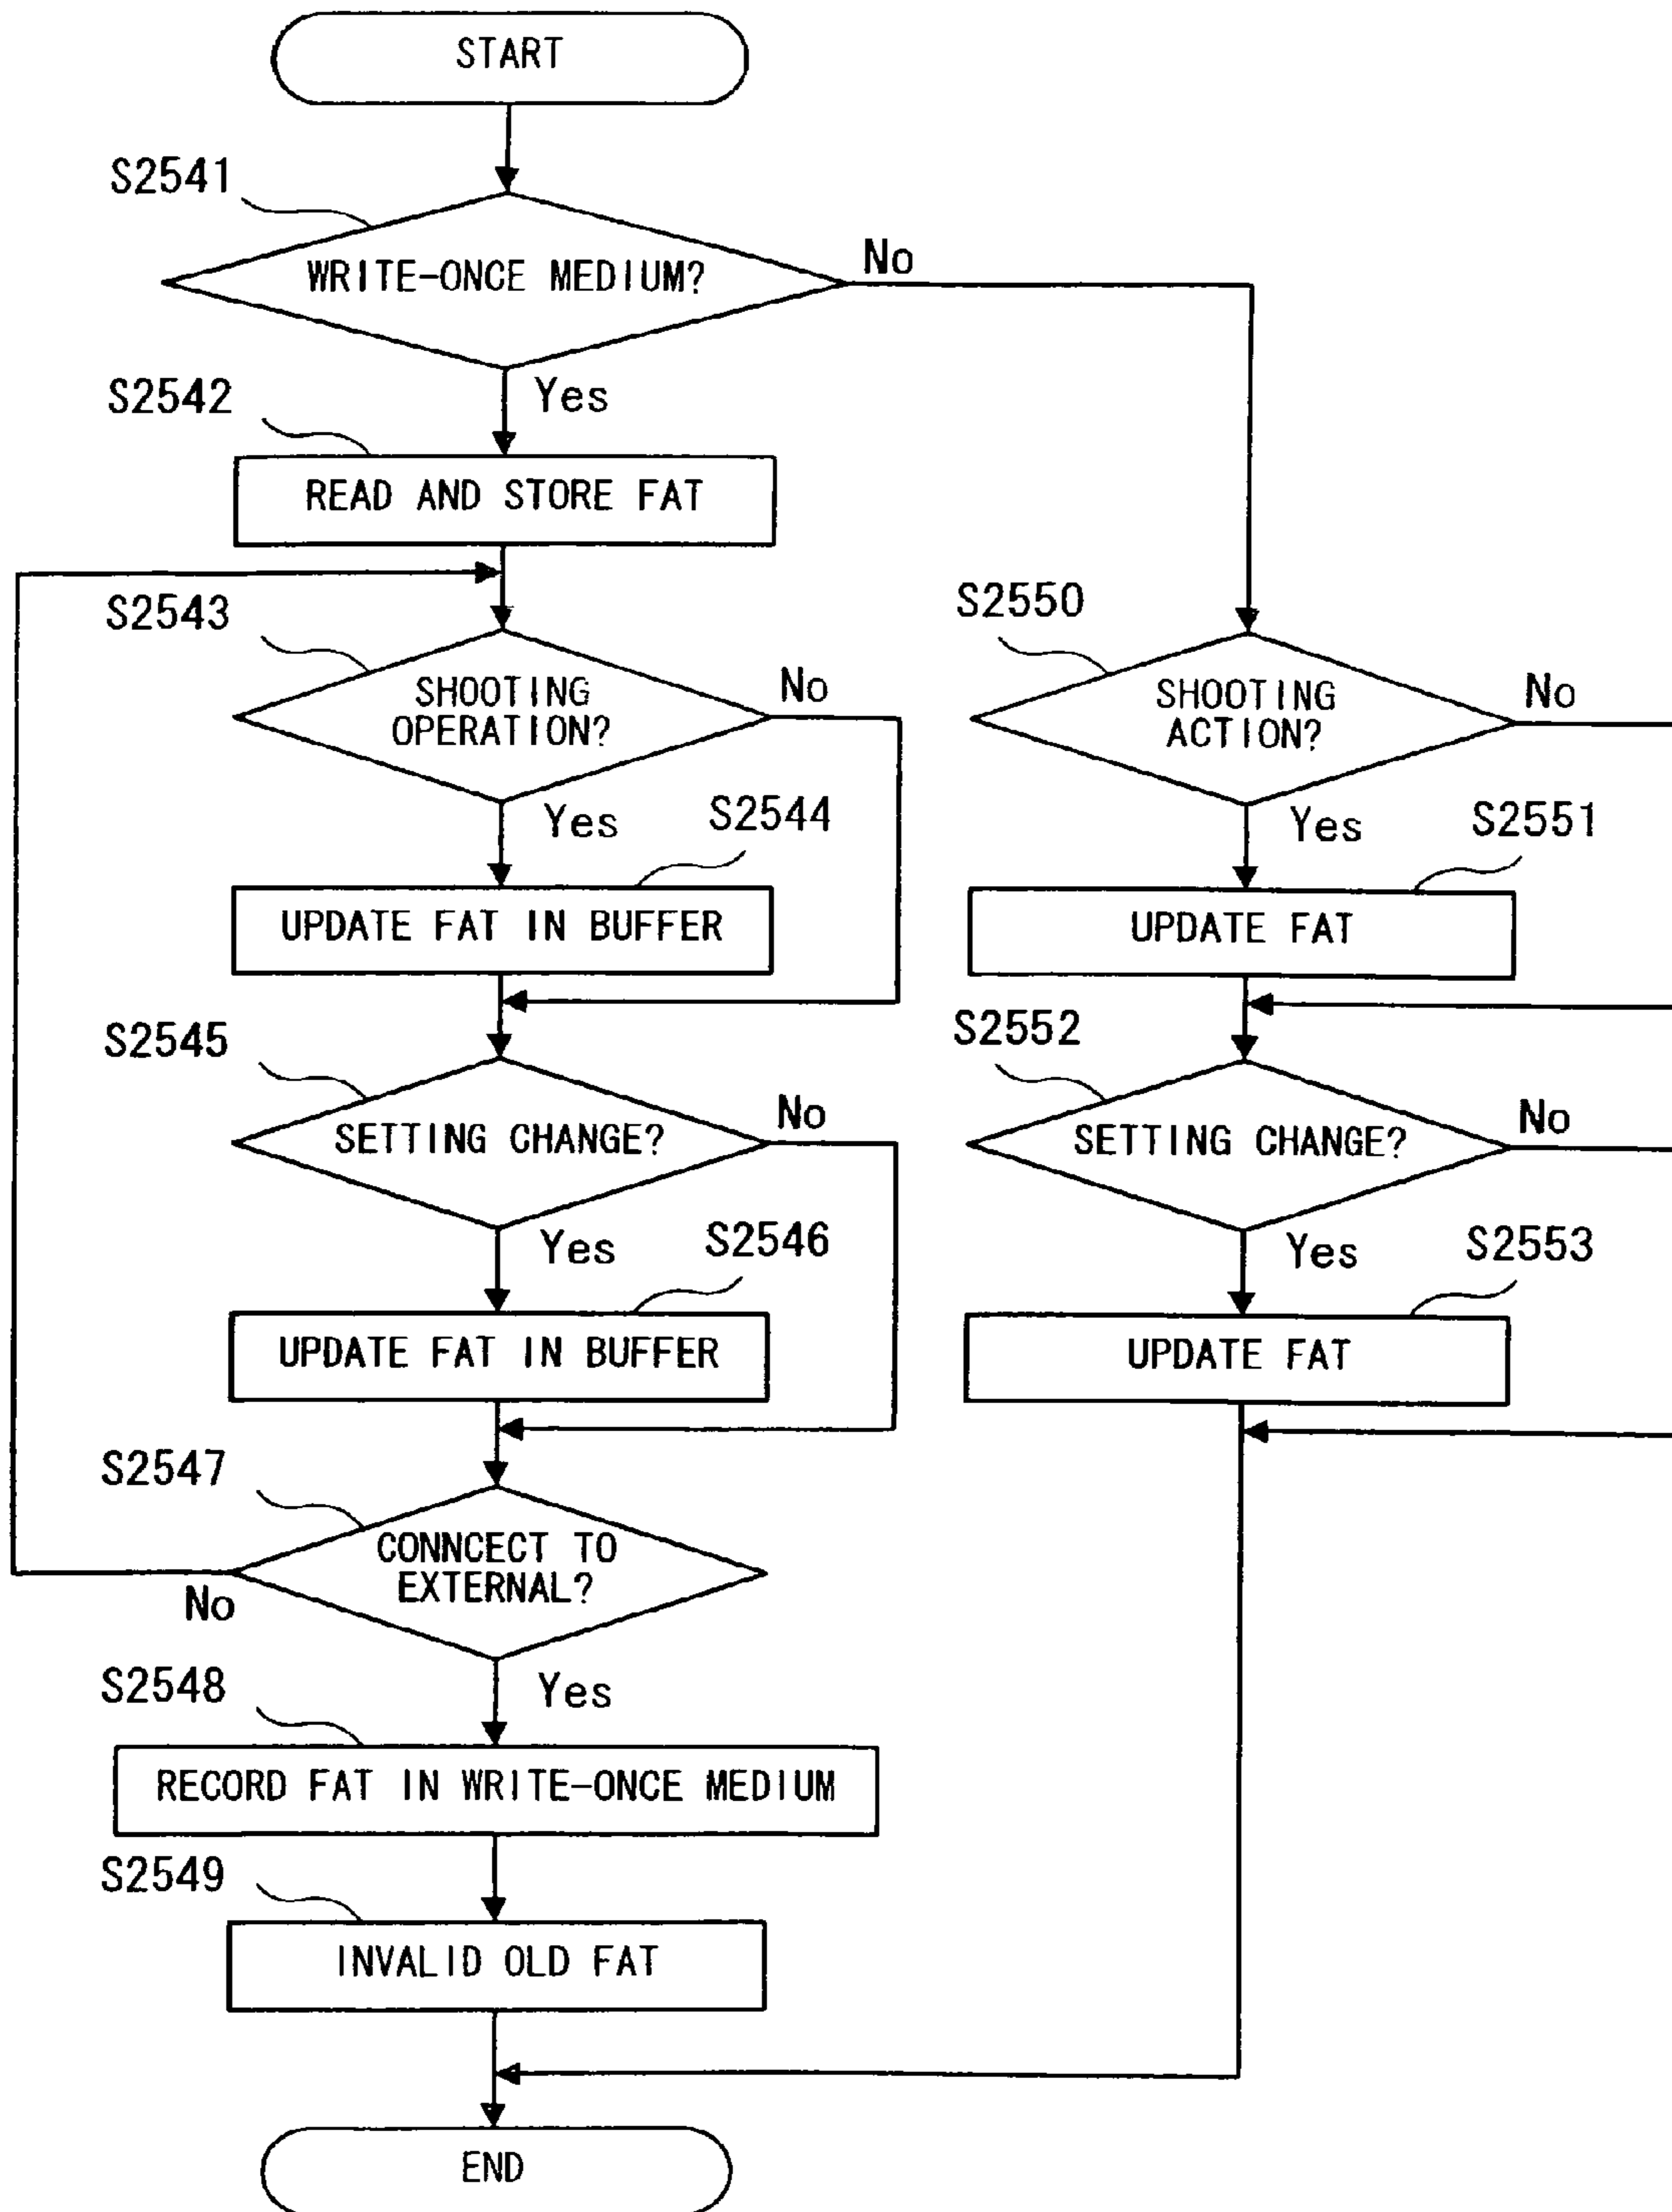 START
S2541
WRITE-ONCE MEDIUM?
No
Yes
S2542
READ AND STORE FAT
S2543
SHOOTING
OPERATION?
No
Yes
S2544
UPDATE FAT IN BUFFER
S2545
SETTING CHANGE?
No
Yes
S2546
UPDATE FAT IN BUFFER
S2547
CONNCECT TO
EXTERNAL?
No
Yes
S2548
RECORD FAT IN WRITE-ONCE MEDIUM
S2549
INVALID OLD FAT
S2550
SHOOTING
ACTION?
No
Yes
S2551
UPDATE FAT
S2552
SETTING CHANGE?
No
Yes
S2553
UPDATE FAT
END